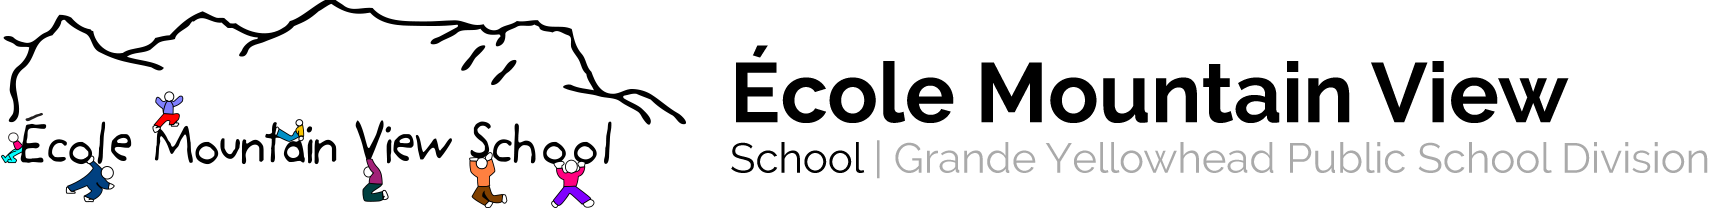 École Mountain View School
École Mountain View
School | Grande Yellowhead Public School Division